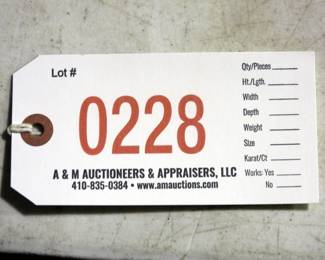 Lot #
0228
A & M AUCTIONEERS & APPRAISERS, LLC
410-835-0384 • www.amauctions.com
Qty/Pieces
Ht./Lgth.
Width
Depth
Weight
Size
Karat/Ct
Works: Yes
No